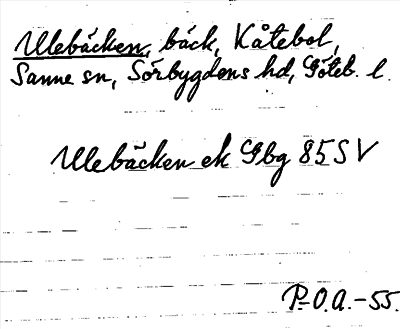 Ulebäcken, bäck, Kåtebol,
Sanne sn, Sörbygdens hd, Göteb. l.
Ulebäcken ek Gbg 85 SV
P.O.A.-55.